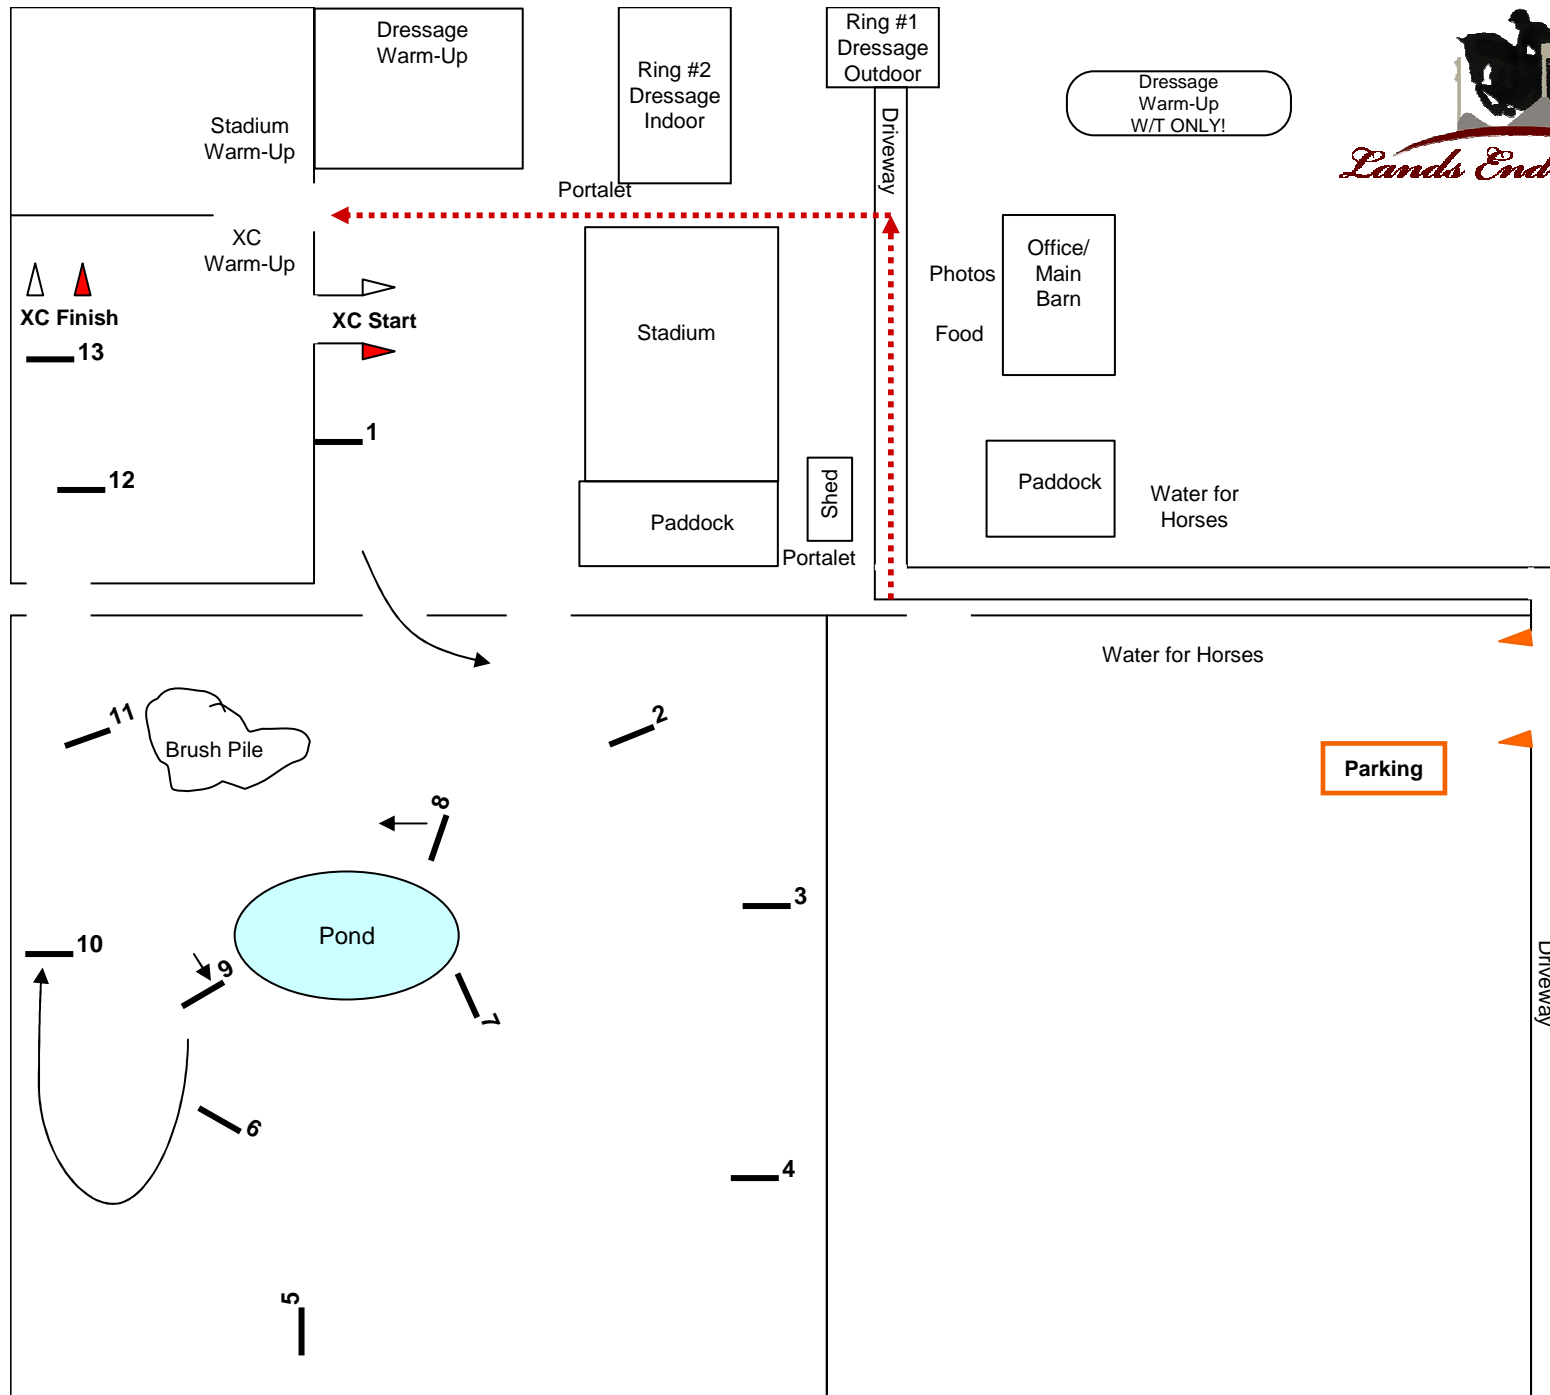 Dressage
Warm-Up
Ring #2
Dressage
Indoor
Ring #1
Dressage
Outdoor
Dressage
Warm-Up
W/T ONLY!
Lands End
Stadium
Warm-Up
Driveway
Portalet
XC
Warm-Up
Office/
Main
Barn
Photos
Food
XC Finish
XC Start
Stadium
13
1
12
Paddock
Shed
Portalet
Paddock
Water for
Horses
Water for Horses
11
Brush Pile
2
Parking
8
3
Pond
10
9
7
Driveway
6
4
5